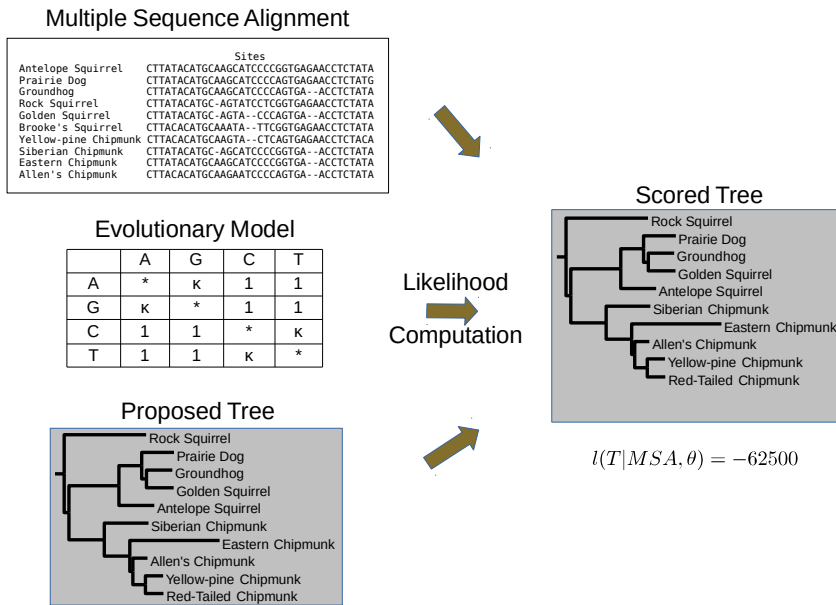 Multiple Sequence Alignment
Sites
Antelope Squirrel CTTATACATGCAAGCATCCCCGGTGAGAACCTCTATA
Prairie Dog CTTATACATGCAAGCATCCCCAGTGAGAACCTCTATG
Groundhog CTTATACATGCAAGCATCCCCAGTGA--ACCTCTATA
Rock Squirrel CTTATACATGC-AGTATCCTCGGTGAGAACCTCTATA
Golden Squirrel CTTATACATGC-AGTA--CCCAGTGA--ACCTCTATA
Brooke's Squirrel CTTACACATGCAAATA--TTCGGTGAGAACCTCTATA
Yellow-pine Chipmunk CTTACACATGCAAGTA--CTCAGTGAGAACCTCTACA
Siberian Chipmunk CTTATACATGC-AGCATCCCCGGTGA--ACCTCTATA
Eastern Chipmunk CTTATACATGCAAGCATCCCCGGTGA--ACCTCTATA
Allen's Chipmunk CTTACACATGCAAGAATCCCCAGTGA--ACCTCTATA
Evolutionary Model
A G C T
A * κ 1 1
G κ * 1 1
C 1 1 * κ
T 1 1 κ *
Proposed Tree
Rock Squirrel
Prairie Dog
Groundhog
Golden Squirrel
Antelope Squirrel
Siberian Chipmunk
Eastern Chipmunk
Allen's Chipmunk
Yellow-pine Chipmunk
Red-Tailed Chipmunk
Likelihood
Computation
Scored Tree
Rock Squirrel
Prairie Dog
Groundhog
Golden Squirrel
Antelope Squirrel
Siberian Chipmunk
Eastern Chipmunk
Allen's Chipmunk
Yellow-pine Chipmunk
Red-Tailed Chipmunk
l(T|MSA, θ) = −62500